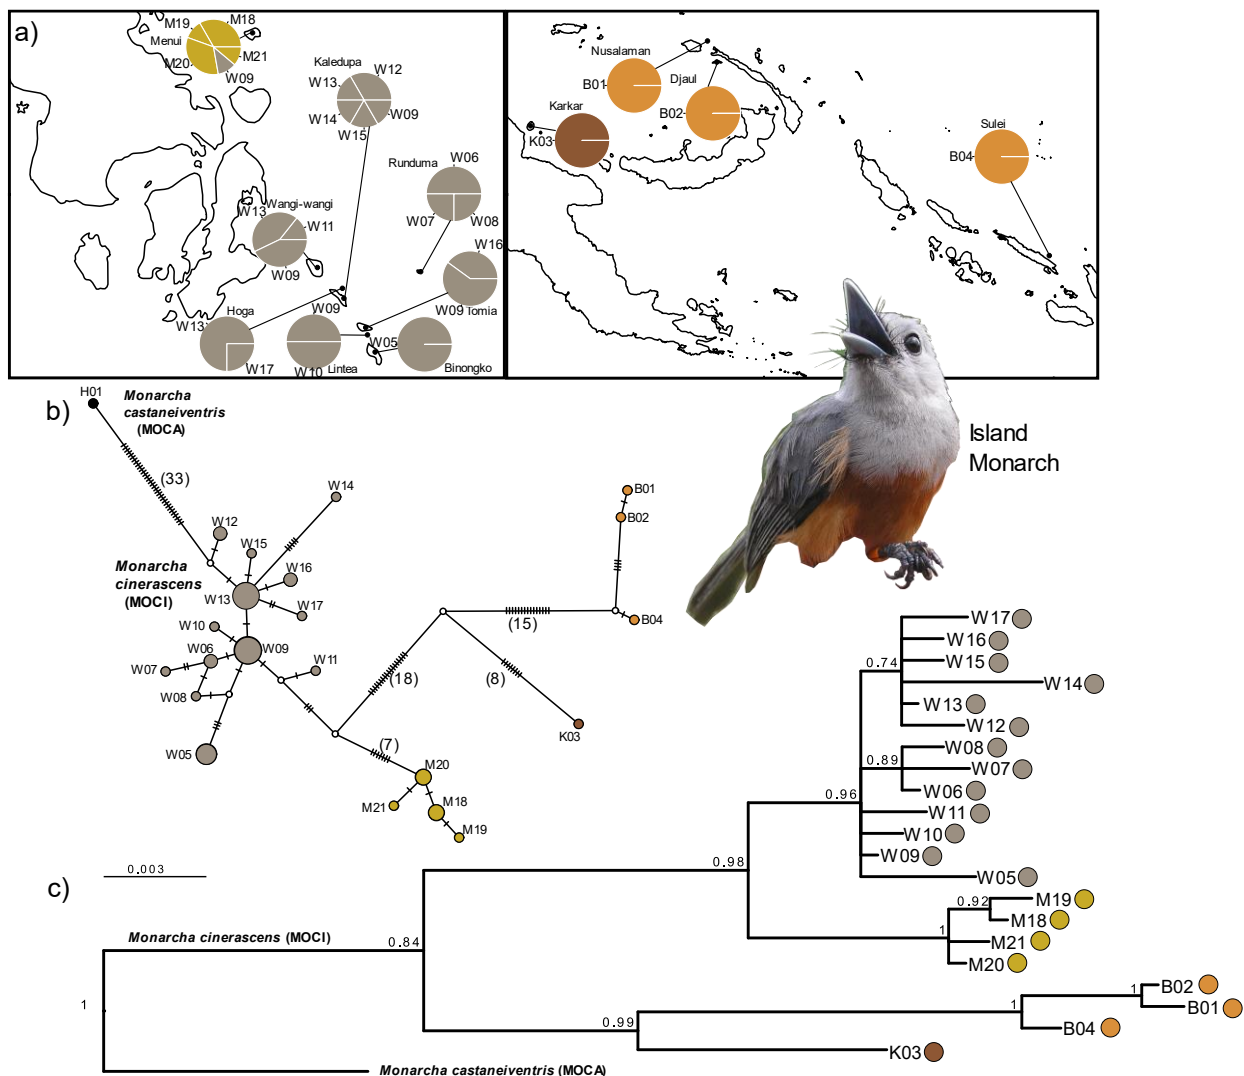 a)
M19
M18
Menui
M20
M21
W09
Kaledupa
W12
W13
W09
W14
W15
Runduma
W06
W07
W08
Wangi-wangi
W13
W11
W09
W16
W09
Tomia
Hoga
W13
W17
W09
W10
Lintea
W05
Binongko
Nusalaman
B01
Djaul
B02
Karkar
K03
Sulei
B04
b)
H01
Monarcha
castaneiventris
(MOCA)
(33)
W14
W12
W15
Monarcha
cinerascens
(MOCI)
W16
W13
W17
W10
W06
W09
W07
W11
W08
W05
B01
B02
(15)
B04
(18)
(8)
K03
(7)
M20
M21
M18
M19
Island
Monarch
c)
0.003
W17
W16
0.74
W15
W14
W13
W12
W08
0.89
W07
W06
0.96
W11
W10
W09
0.98
W05
0.92
M19
M18
1
M21
M20
Monarcha cinerascens (MOCI)
0.84
B02
1
B01
1
B04
0.99
K03
1
Monarcha castaneiventris (MOCA)